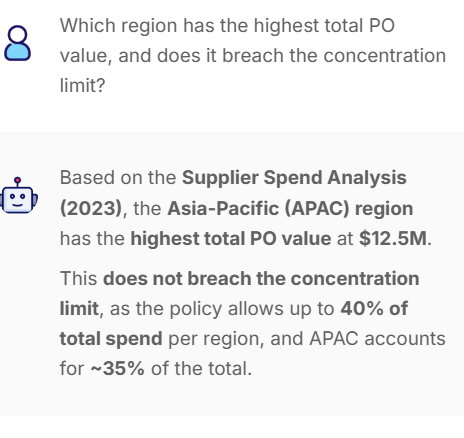 Which region has the highest total PO
value, and does it breach the concentration
limit?
Based on the Supplier Spend Analysis
(2023), the Asia-Pacific (APAC) region
has the highest total PO value at $12.5M.
This does not breach the concentration
limit, as the policy allows up to 40% of
total spend per region, and APAC accounts
for ~35% of the total.